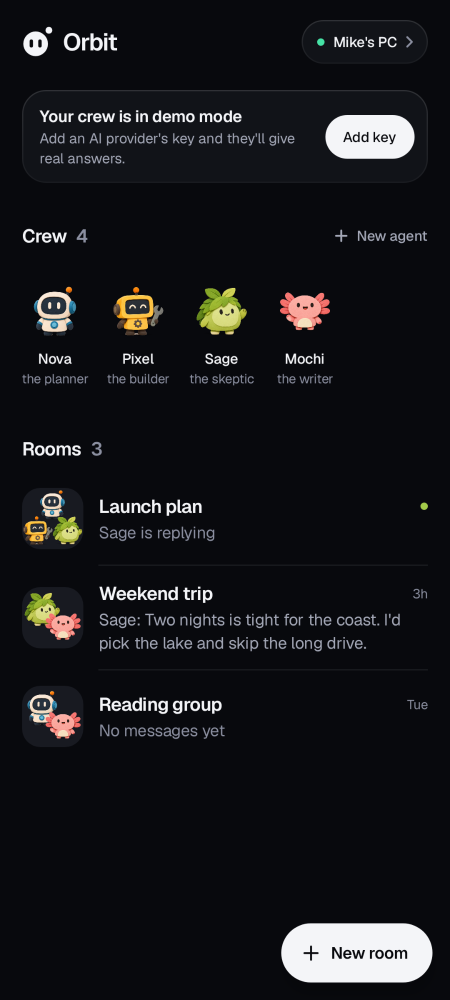 Orbit
Mike's PC
Your crew is in demo mode
Add an AI provider's key and they'll give
real answers.
Add key
Crew 4
+ New agent
Nova
the planner
Pixel
the builder
Sage
the skeptic
Mochi
the writer
Rooms 3
Launch plan
Sage is replying
Weekend trip
3h
Sage: Two nights is tight for the coast. I'd
pick the lake and skip the long drive.
Reading group
Tue
No messages yet
+ New room